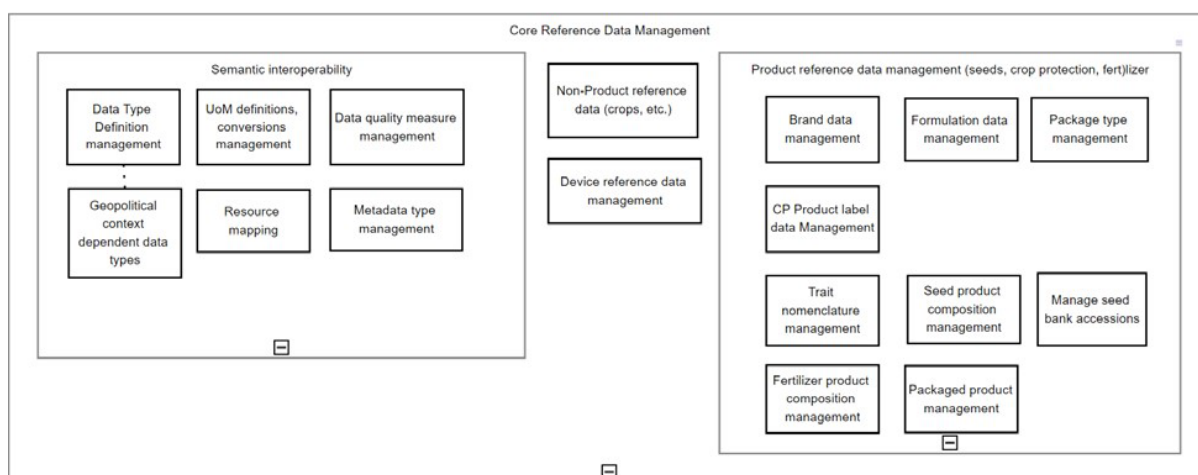 Core Reference Data Management
Semantic interoperability
Data Type
Definition
management
UoM definitions,
conversions
management
Data quality measure
management
Geopolitical
context
dependent data
types
Resource
mapping
Metadata type
management
Non-Product reference
data (crops, etc.)
Device reference data
management
Product reference data management (seeds, crop protection, fert)lizer
Brand data
management
Formulation data
management
Package type
management
CP Product label
data Management
Trait
nomenclature
management
Seed product
composition
management
Manage seed
bank accessions
Fertilizer product
composition
management
Packaged product
management